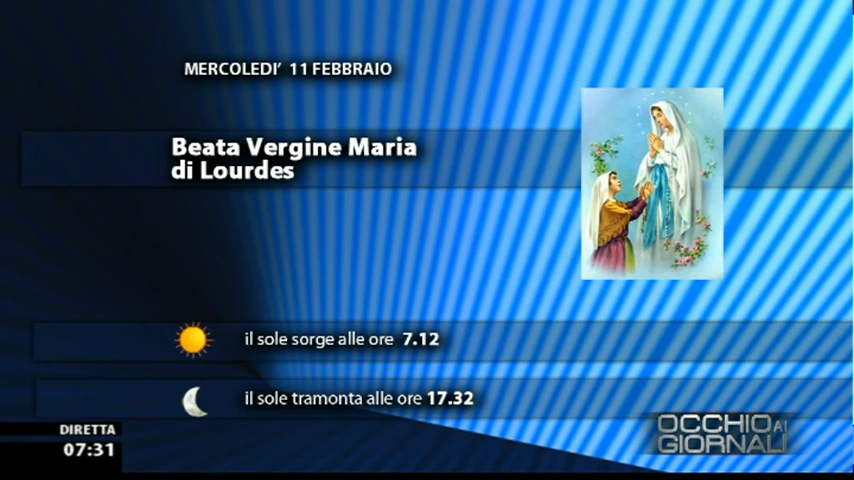 MERCOLEDI’ 11 FEBBRAIO
Beata Vergine Maria
di Lourdes
il sole sorge alle ore 7.12
il sole tramonta alle ore 17.32
DIRETTA
07:31
OCCHIO AI
GIORNALI